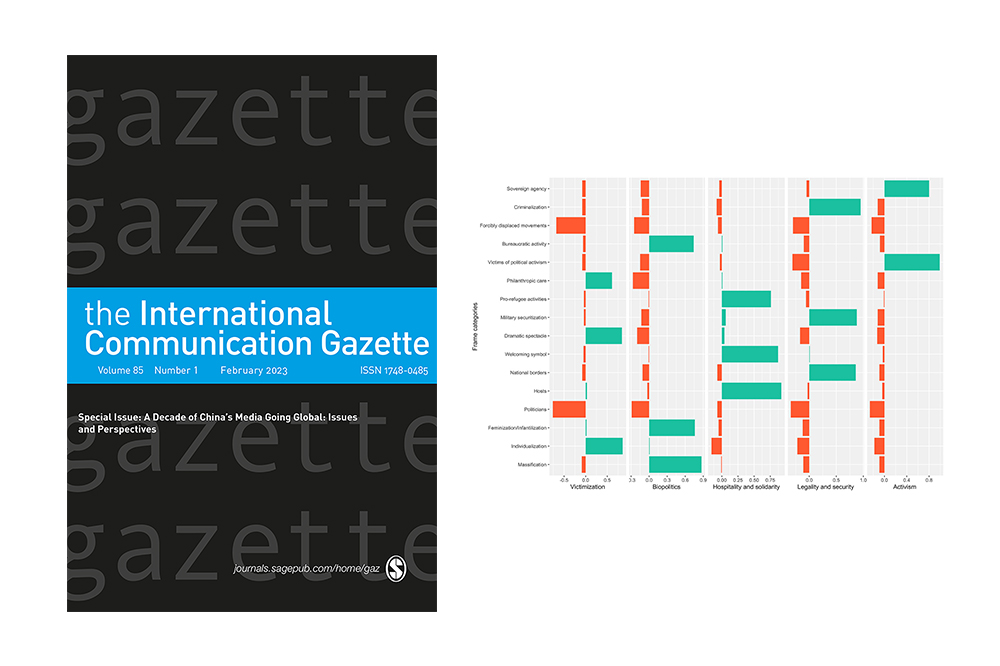 gazette
gazette
the International
Communication Gazette
Volume 85 Number 1 February 2023 ISSN 1748-0485
gazette
Special Issue: A Decade of China's Media Going Global: Issues
and Perspectives
gazette
journals.sagepub.com/home/gaz
S
Frame categories
Sovereign agency
Criminalization
Forcibly displaced movements
Bureaucratic activity
Victims of political activism
Philanthropic care
Pro-refugee activities
Military securitization
Dramatic spectacle
Welcoming symbol
National borders
Hosts
Politicians
Feminization/Infantilization
Individualization
Massification
-0.5 0.0 0.5 0.0 0.3 0.6 0.9 0.0 0.25 0.50 0.75 0.0 0.5 1.0 0.0 0.4 0.8
Victimization Biopolitics Hospitality and solidarity Legality and security Activism